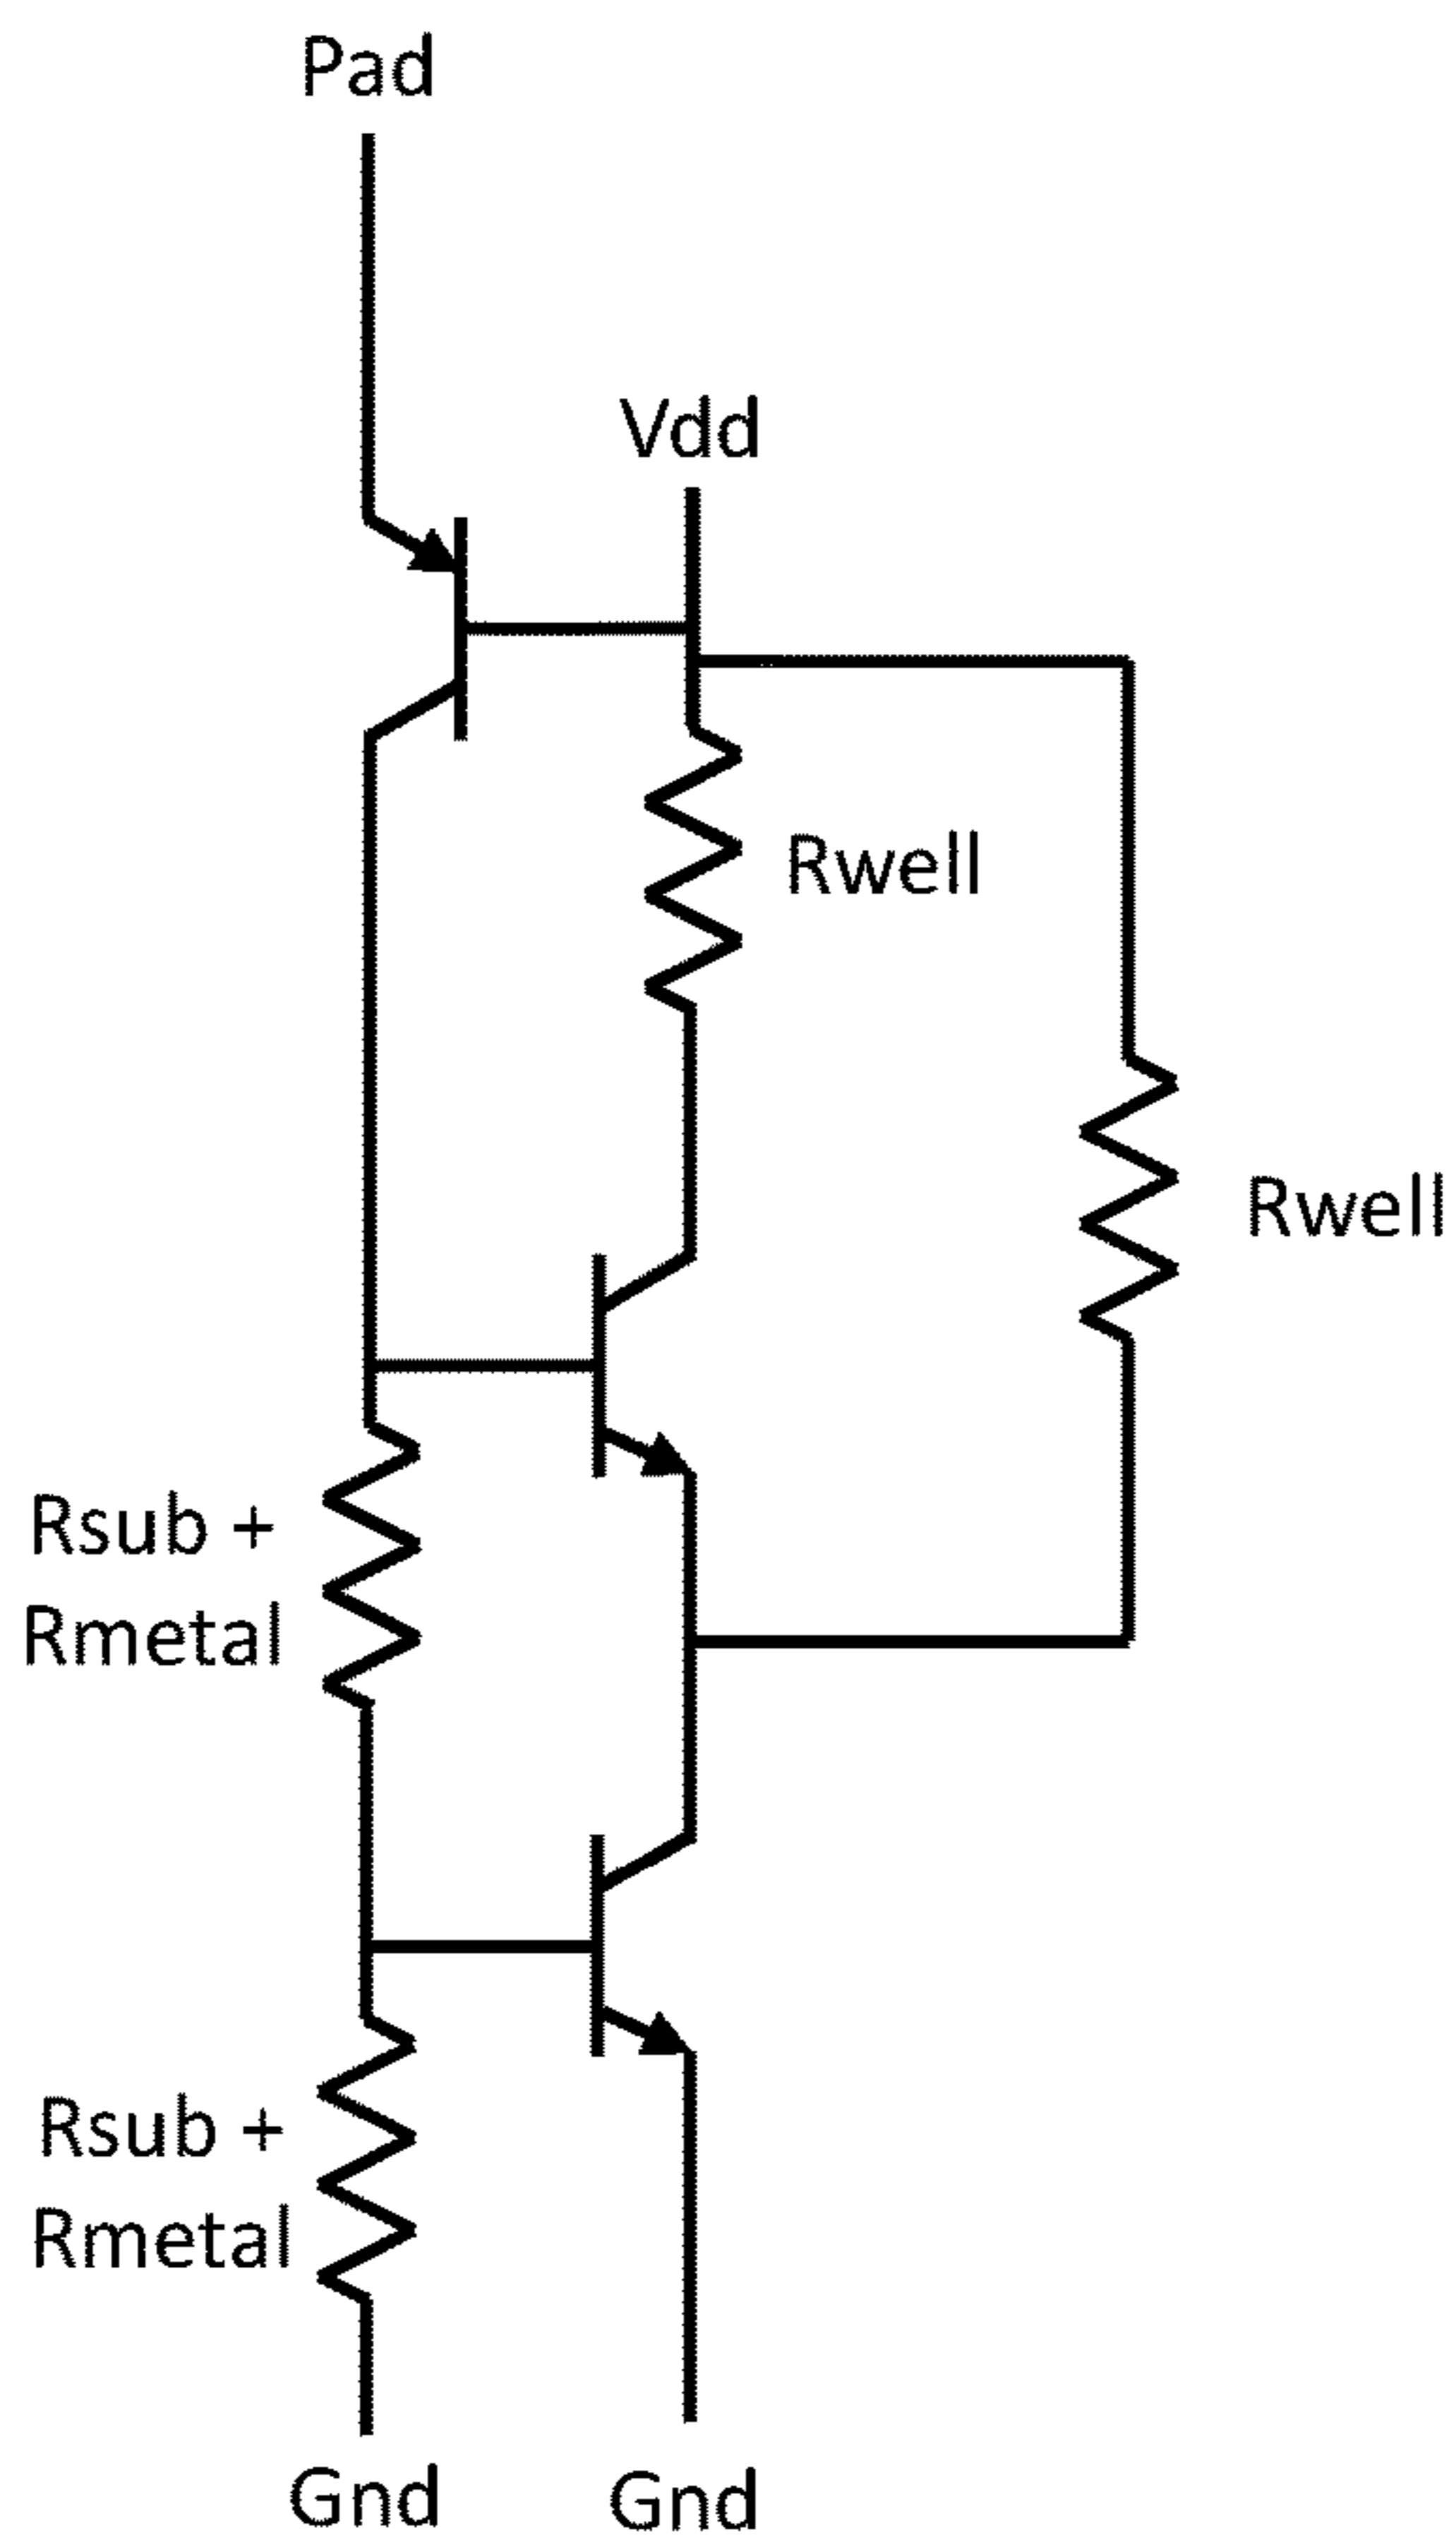 Pad
Vdd
Rwell
Rwell
Rsub +
Rmetal
Rsub +
Rmetal
Gnd
Gnd